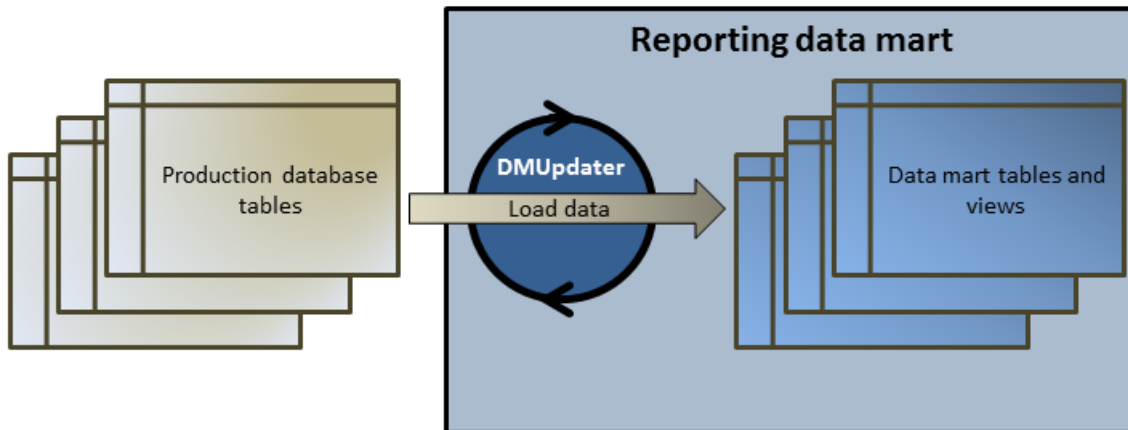 Reporting data mart
Production database
tables
DMUpdater
Load data
Data mart tables and
views